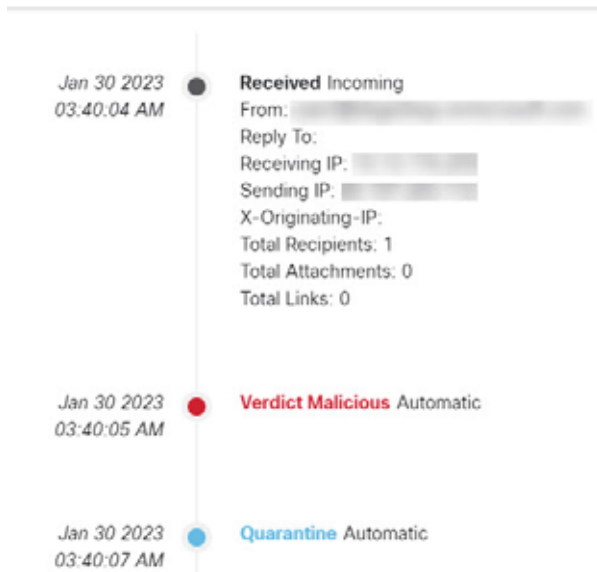 Jan 30 2023
03:40:04 AM
Received Incoming
From:
Reply To:
Receiving IP:
Sending IP:
X-Originating-IP:
Total Recipients: 1
Total Attachments: 0
Total Links: 0
Jan 30 2023
03:40:05 AM
Verdict Malicious Automatic
Jan 30 2023
03:40:07 AM
Quarantine Automatic